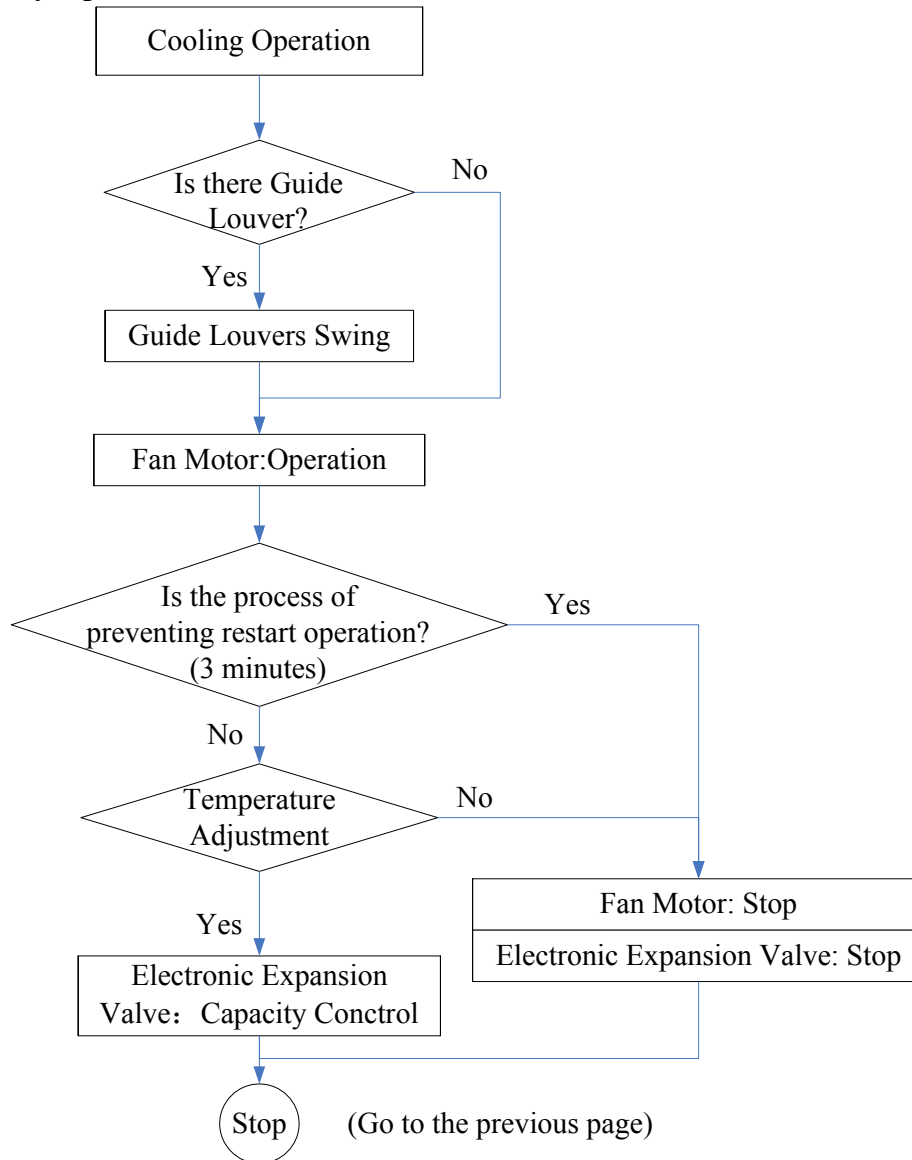 Cooling Operation
Is there Guide
Louver?
No
Yes
Guide Louvers Swing
Fan Motor:Operation
Is the process of
preventing restart operation?
(3 minutes)
Yes
No
Temperature
Adjustment
No
Yes
Fan Motor: Stop
Electronic Expansion Valve: Stop
Electronic Expansion
Valve：Capacity Conctrol
Stop
(Go to the previous page)